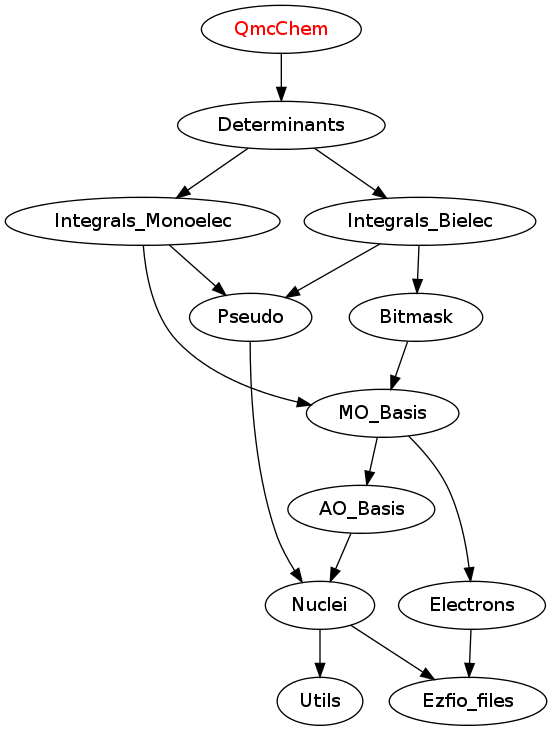 QmcChem
Determinants
Integrals_Monoelec
Integrals_Bielec
Pseudo
Bitmask
MO_Basis
AO_Basis
Nuclei
Electrons
Utils
Ezfio_files